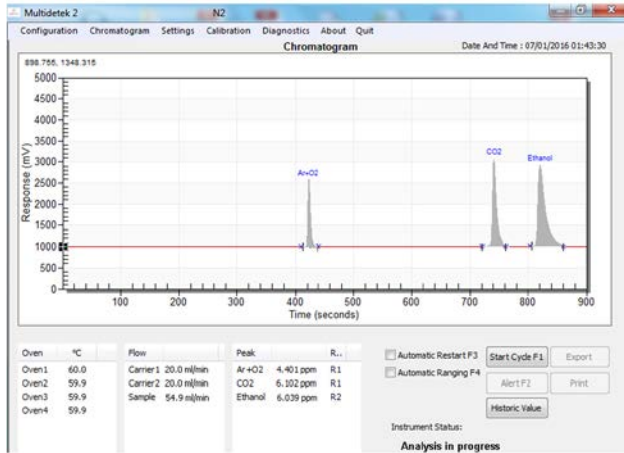 Multidetek 2 N2
Configuration Chromatogram Settings Calibration Diagnostics About Quit
Chromatogram Date And Time : 07/01/2016 01:43:30
898.755, 1348.315
5000
4500
4000
3500
3000
2500
2000
1500
1000
500
0
Response (mV)
Ar+O2
CO2
Ethanol
100 200 300 400 500 600 700 800 900
Time (seconds)
Oven °C
Oven1 60.0
Oven2 59.9
Oven3 59.9
Oven4 59.9
Flow
Carrier1 20.0 ml/min
Carrier2 20.0 ml/min
Sample 54.9 ml/min
Peak R..
Ar+O2 4.401 ppm R1
CO2 6.102 ppm R1
Ethanol 6.039 ppm R2
Automatic Restart F3
Automatic Ranging F4
Start Cycle F1 Export
Alert F2 Print
Historic Value
Instrument Status:
Analysis in progress